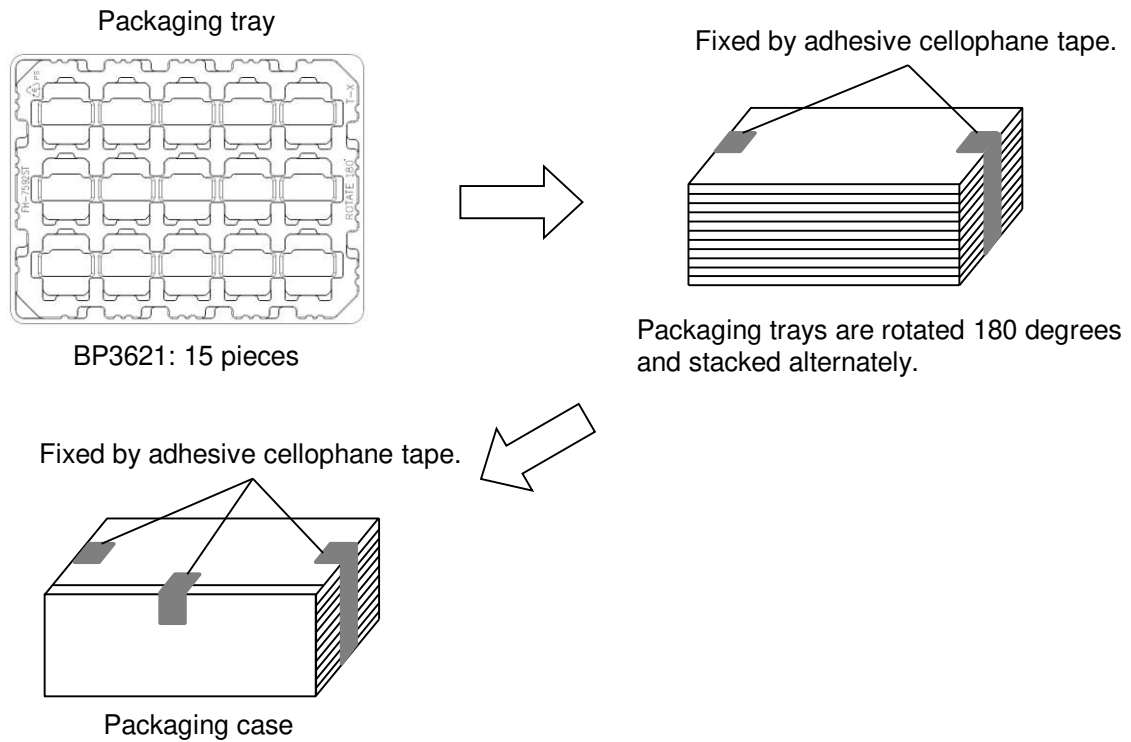 Packaging tray
PS
T-X
FH-7592ST
ROTATE 180°
BP3621: 15 pieces
Fixed by adhesive cellophane tape.
Packaging trays are rotated 180 degrees
and stacked alternately.
Fixed by adhesive cellophane tape.
Packaging case